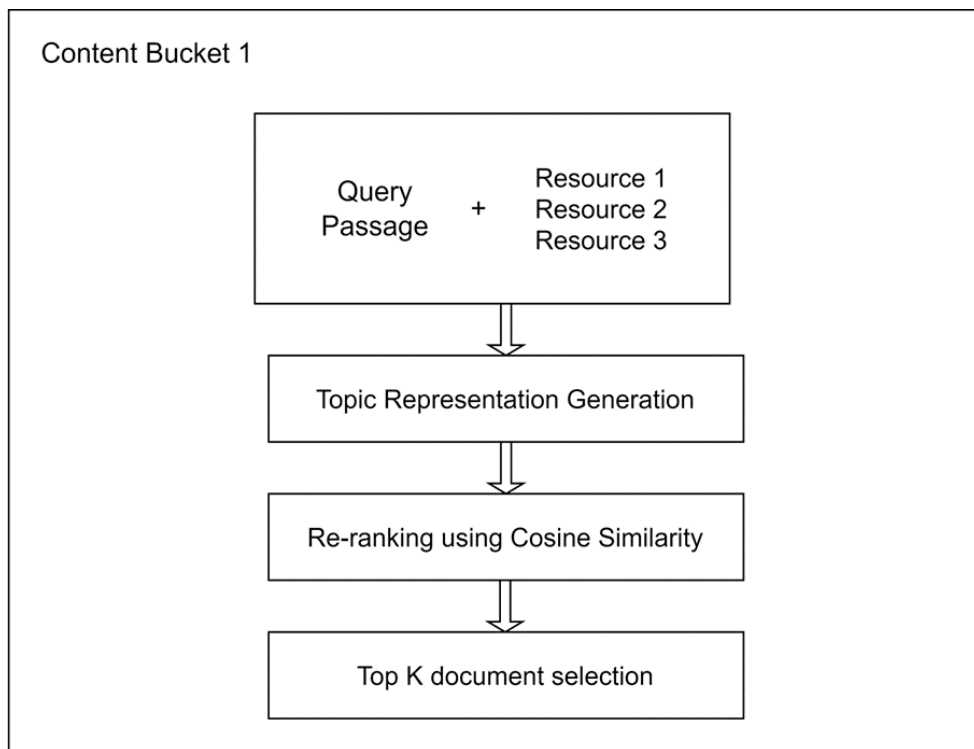 Content Bucket 1
Query
Passage
+
Resource 1
Resource 2
Resource 3
Topic Representation Generation
Re-ranking using Cosine Similarity
Top K document selection